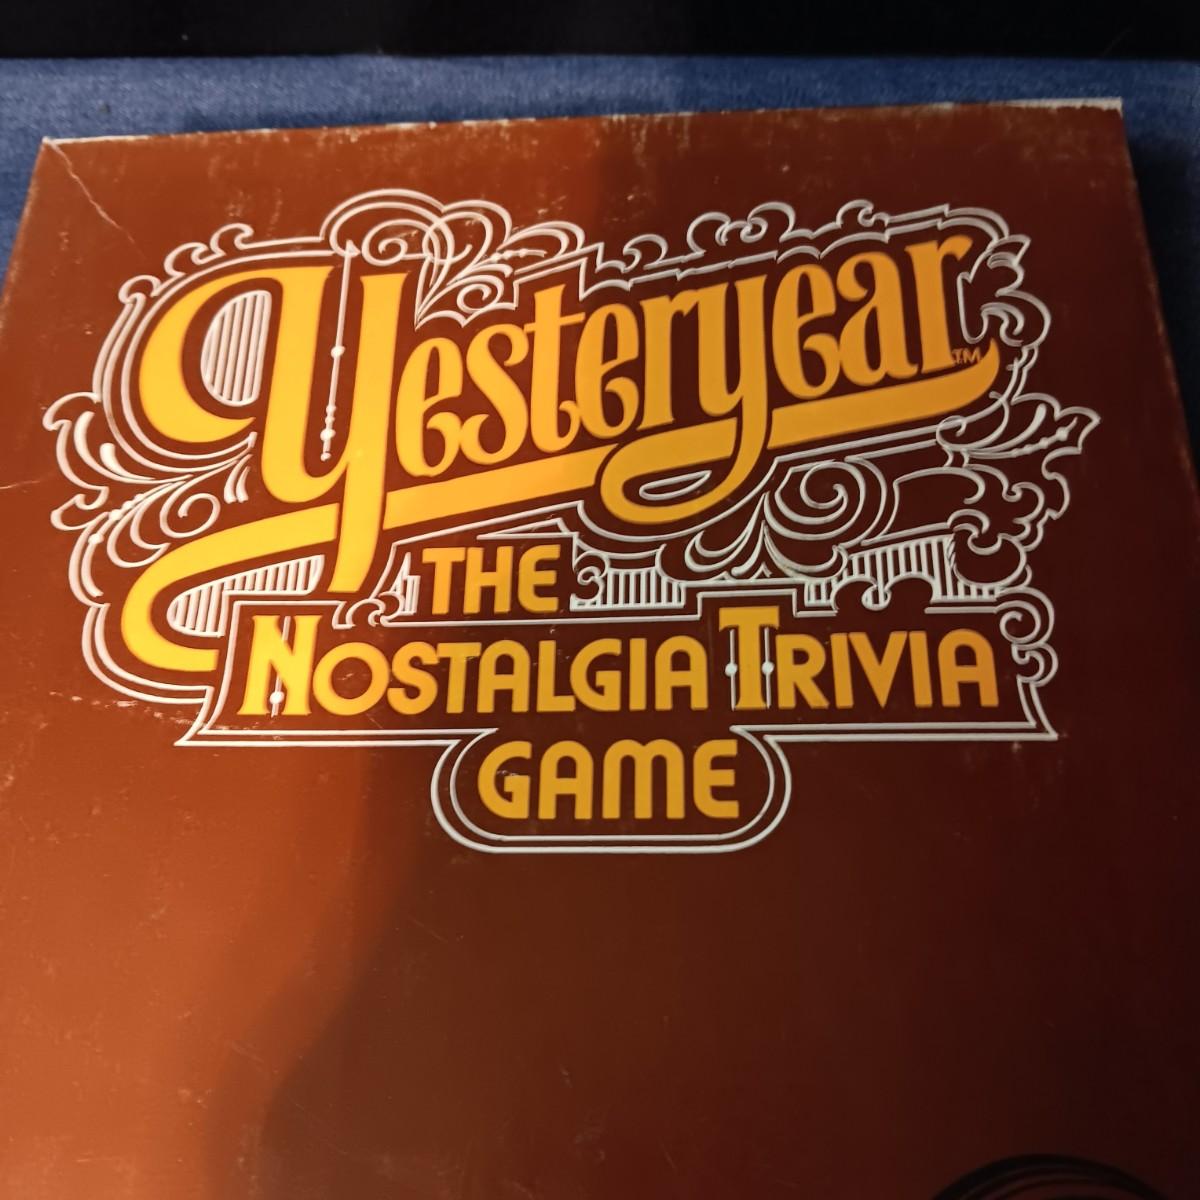 Yesteryear™
THE
NOSTALGIA TRIVIA
GAME